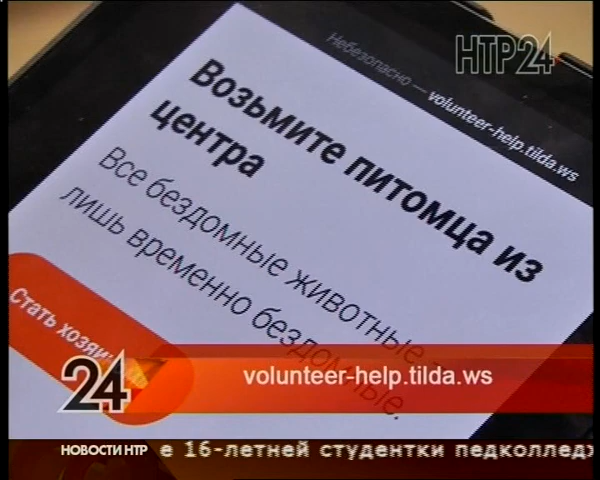 НТР24
Небезопасно — volunteer-help.tilda.ws
Возьмите питомца из
центра
Все бездомные животные
лишь временно бездомные.
Стать хозяи
24
volunteer-help.tilda.ws
НОВОСТИ НТР
е 16-летней студентки педколледж